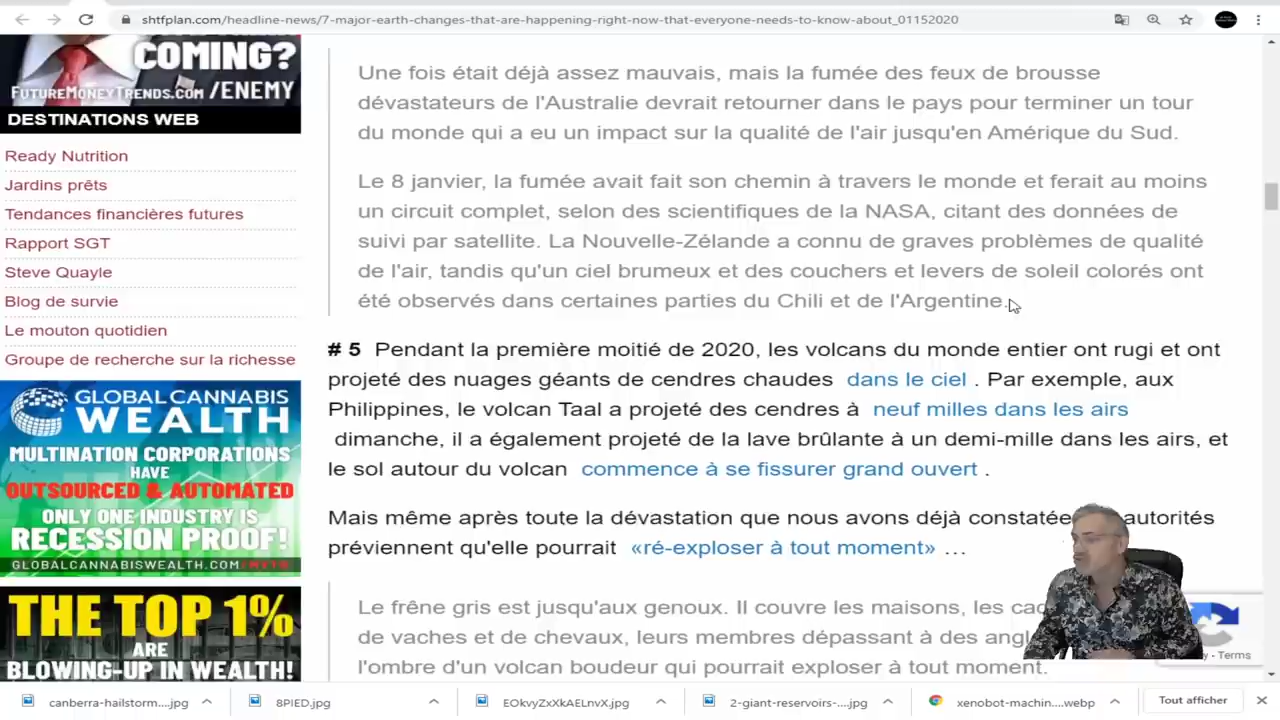 shtfplan.com/headline-news/7-major-earth-changes-that-are-happening-right-now-that-everyone-needs-to-know-about_01152020
COMING?
FUTUREMONEYTRENDS.COM /ENEMY
DESTINATIONS WEB
Ready Nutrition
Jardins prêts
Tendances financières futures
Rapport SGT
Steve Quayle
Blog de survie
Le mouton quotidien
Groupe de recherche sur la richesse
GLOBAL CANNABIS
WEALTH
MULTINATION CORPORATIONS
HAVE
OUTSOURCED & AUTOMATED
ONLY ONE INDUSTRY IS
RECESSION PROOF!
GLOBALCANNABISWEALTH.COM
THE TOP 1%
ARE
BLOWING-UP IN WEALTH!
Une fois était déjà assez mauvais, mais la fumée des feux de brousse
dévastateurs de l'Australie devrait retourner dans le pays pour terminer un tour
du monde qui a eu un impact sur la qualité de l'air jusqu'en Amérique du Sud.
Le 8 janvier, la fumée avait fait son chemin à travers le monde et ferait au moins
un circuit complet, selon des scientifiques de la NASA, citant des données de
suivi par satellite. La Nouvelle-Zélande a connu de graves problèmes de qualité
de l'air, tandis qu'un ciel brumeux et des couchers et levers de soleil colorés ont
été observés dans certaines parties du Chili et de l'Argentine.
# 5 Pendant la première moitié de 2020, les volcans du monde entier ont rugi et ont
projeté des nuages géants de cendres chaudes dans le ciel . Par exemple, aux
Philippines, le volcan Taal a projeté des cendres à neuf milles dans les airs
dimanche, il a également projeté de la lave brûlante à un demi-mille dans les airs, et
le sol autour du volcan commence à se fissurer grand ouvert .
Mais même après toute la dévastation que nous avons déjà constatée autorités
préviennent qu'elle pourrait «ré-exploser à tout moment» …
Le frêne gris est jusqu'aux genoux. Il couvre les maisons, les
de vaches et de chevaux, leurs membres dépassant à des
l'ombre d'un volcan boudeur qui pourrait exploser à tout moment.
- Terms
canberra-hailstorm....jpg
8PIED.jpg
EOkvyZxXkAELnvX.jpg
2-giant-reservoirs-....jpg
xenobot-machin....webp
Tout afficher